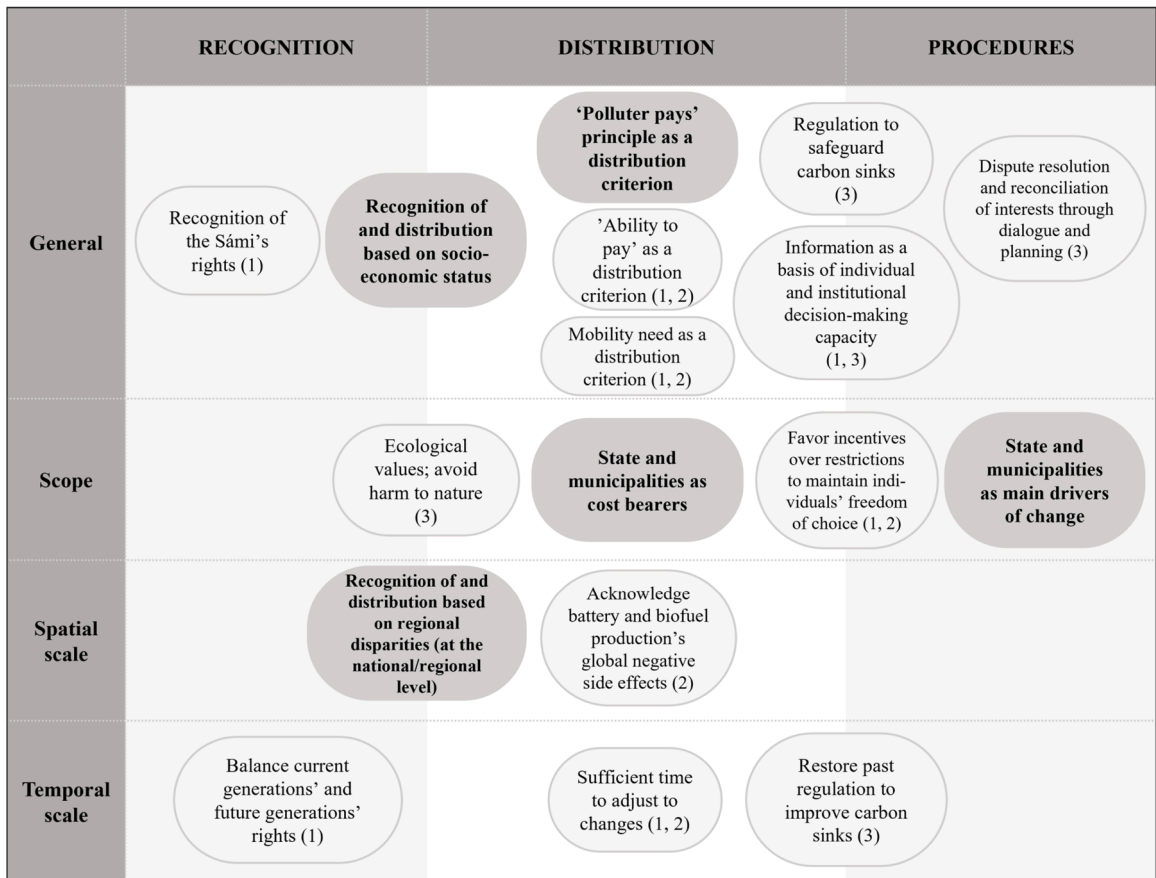 RECOGNITION
DISTRIBUTION
PROCEDURES
General
Recognition of
the Sámi's
rights (1)
Recognition of
and distribution
based on socio-
economic status
‘Polluter pays’
principle as a
distribution
criterion
’Ability to
pay’ as a
distribution
criterion (1, 2)
Mobility need as a
distribution
criterion (1, 2)
Regulation to
safeguard
carbon sinks
(3)
Information as a
basis of individual
and institutional
decision-making
capacity
(1, 3)
Dispute resolution
and reconciliation
of interests through
dialogue and
planning (3)
Scope
Ecological
values; avoid
harm to nature
(3)
State and
municipalities as
cost bearers
Favor incentives
over restrictions
to maintain indi-
viduals’ freedom
of choice (1, 2)
State and
municipalities
as main drivers
of change
Spatial
scale
Recognition of and
distribution based
on regional
disparities (at the
national/regional
level)
Acknowledge
battery and biofuel
production’s
global negative
side effects (2)
Temporal
scale
Balance current
generations’ and
future generations’
rights (1)
Sufficient time
to adjust to
changes (1, 2)
Restore past
regulation to
improve carbon
sinks (3)